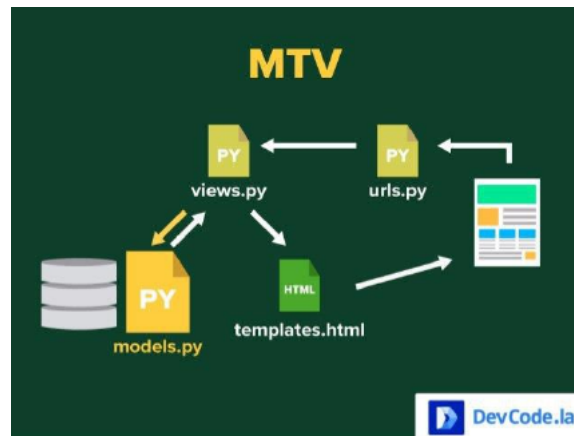 MTV
PY
PY
views.py
urls.py
PY
HTML
models.py
templates.html
DevCode.la